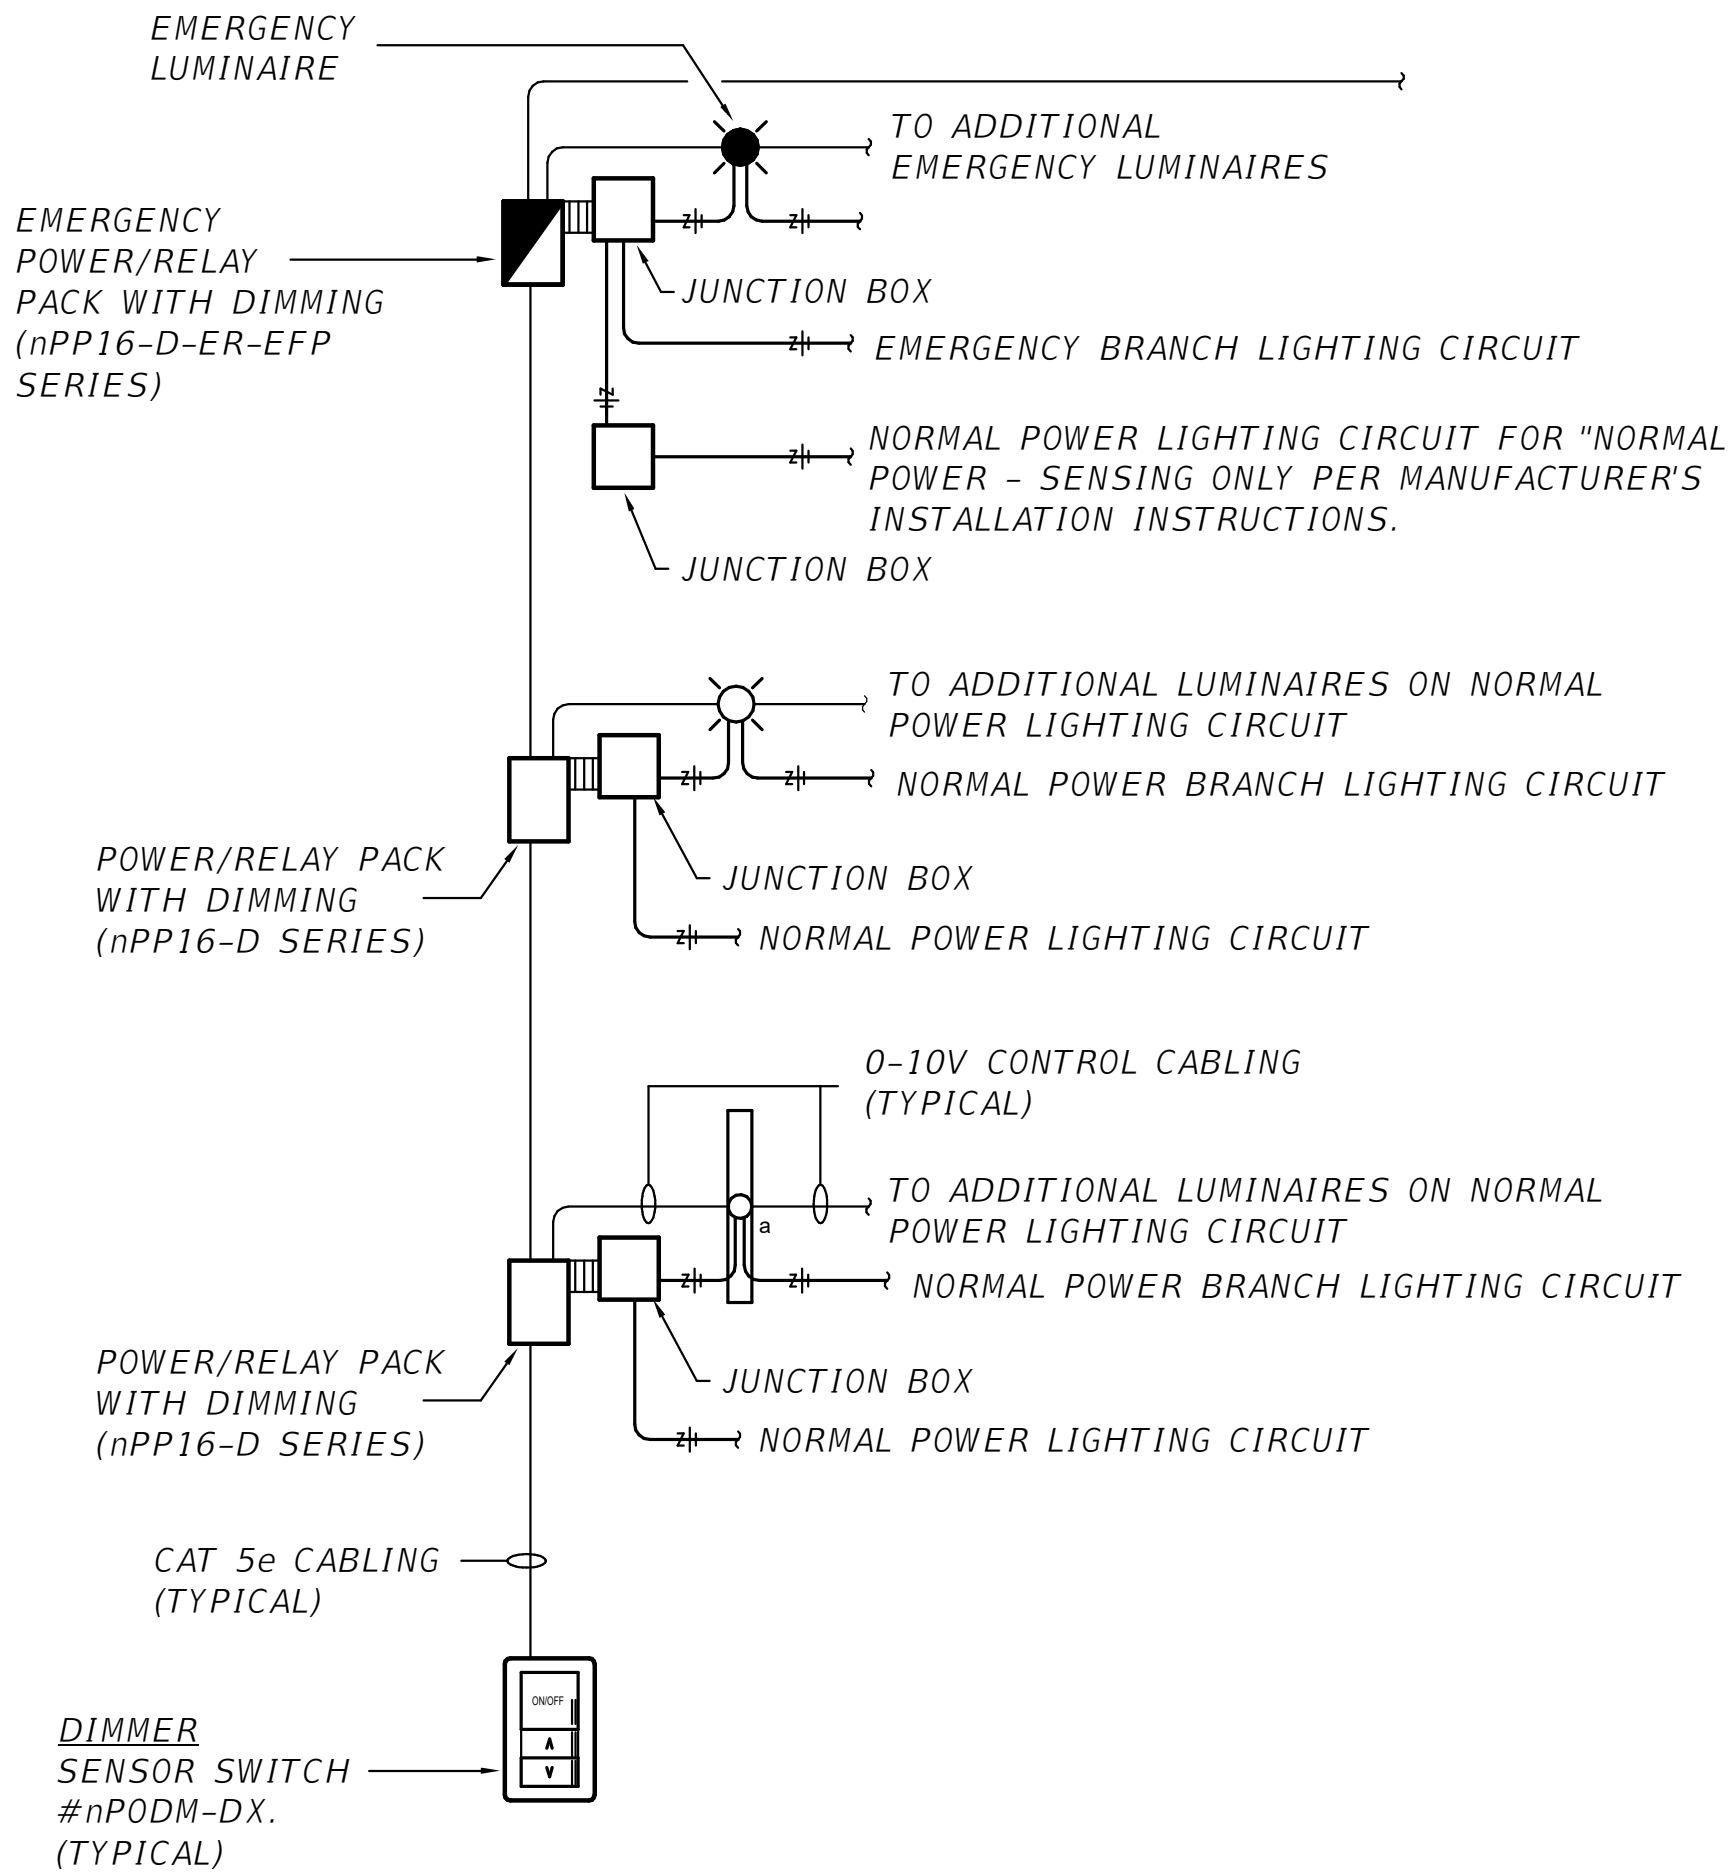 EMERGENCY
LUMINAIRE
TO ADDITIONAL
EMERGENCY LUMINAIRES
EMERGENCY
POWER/RELAY
PACK WITH DIMMING
(nPP16-D-ER-EFP
SERIES)
JUNCTION BOX
EMERGENCY BRANCH LIGHTING CIRCUIT
NORMAL POWER LIGHTING CIRCUIT FOR "NORMAL
POWER - SENSING ONLY PER MANUFACTURER'S
INSTALLATION INSTRUCTIONS.
JUNCTION BOX
TO ADDITIONAL LUMINAIRES ON NORMAL
POWER LIGHTING CIRCUIT
NORMAL POWER BRANCH LIGHTING CIRCUIT
POWER/RELAY PACK
WITH DIMMING
(nPP16-D SERIES)
JUNCTION BOX
NORMAL POWER LIGHTING CIRCUIT
0-10V CONTROL CABLING
(TYPICAL)
TO ADDITIONAL LUMINAIRES ON NORMAL
POWER LIGHTING CIRCUIT
a
NORMAL POWER BRANCH LIGHTING CIRCUIT
POWER/RELAY PACK
WITH DIMMING
(nPP16-D SERIES)
JUNCTION BOX
NORMAL POWER LIGHTING CIRCUIT
CAT 5e CABLING
(TYPICAL)
ON/OFF
DIMMER
SENSOR SWITCH
#nPODM-DX.
(TYPICAL)